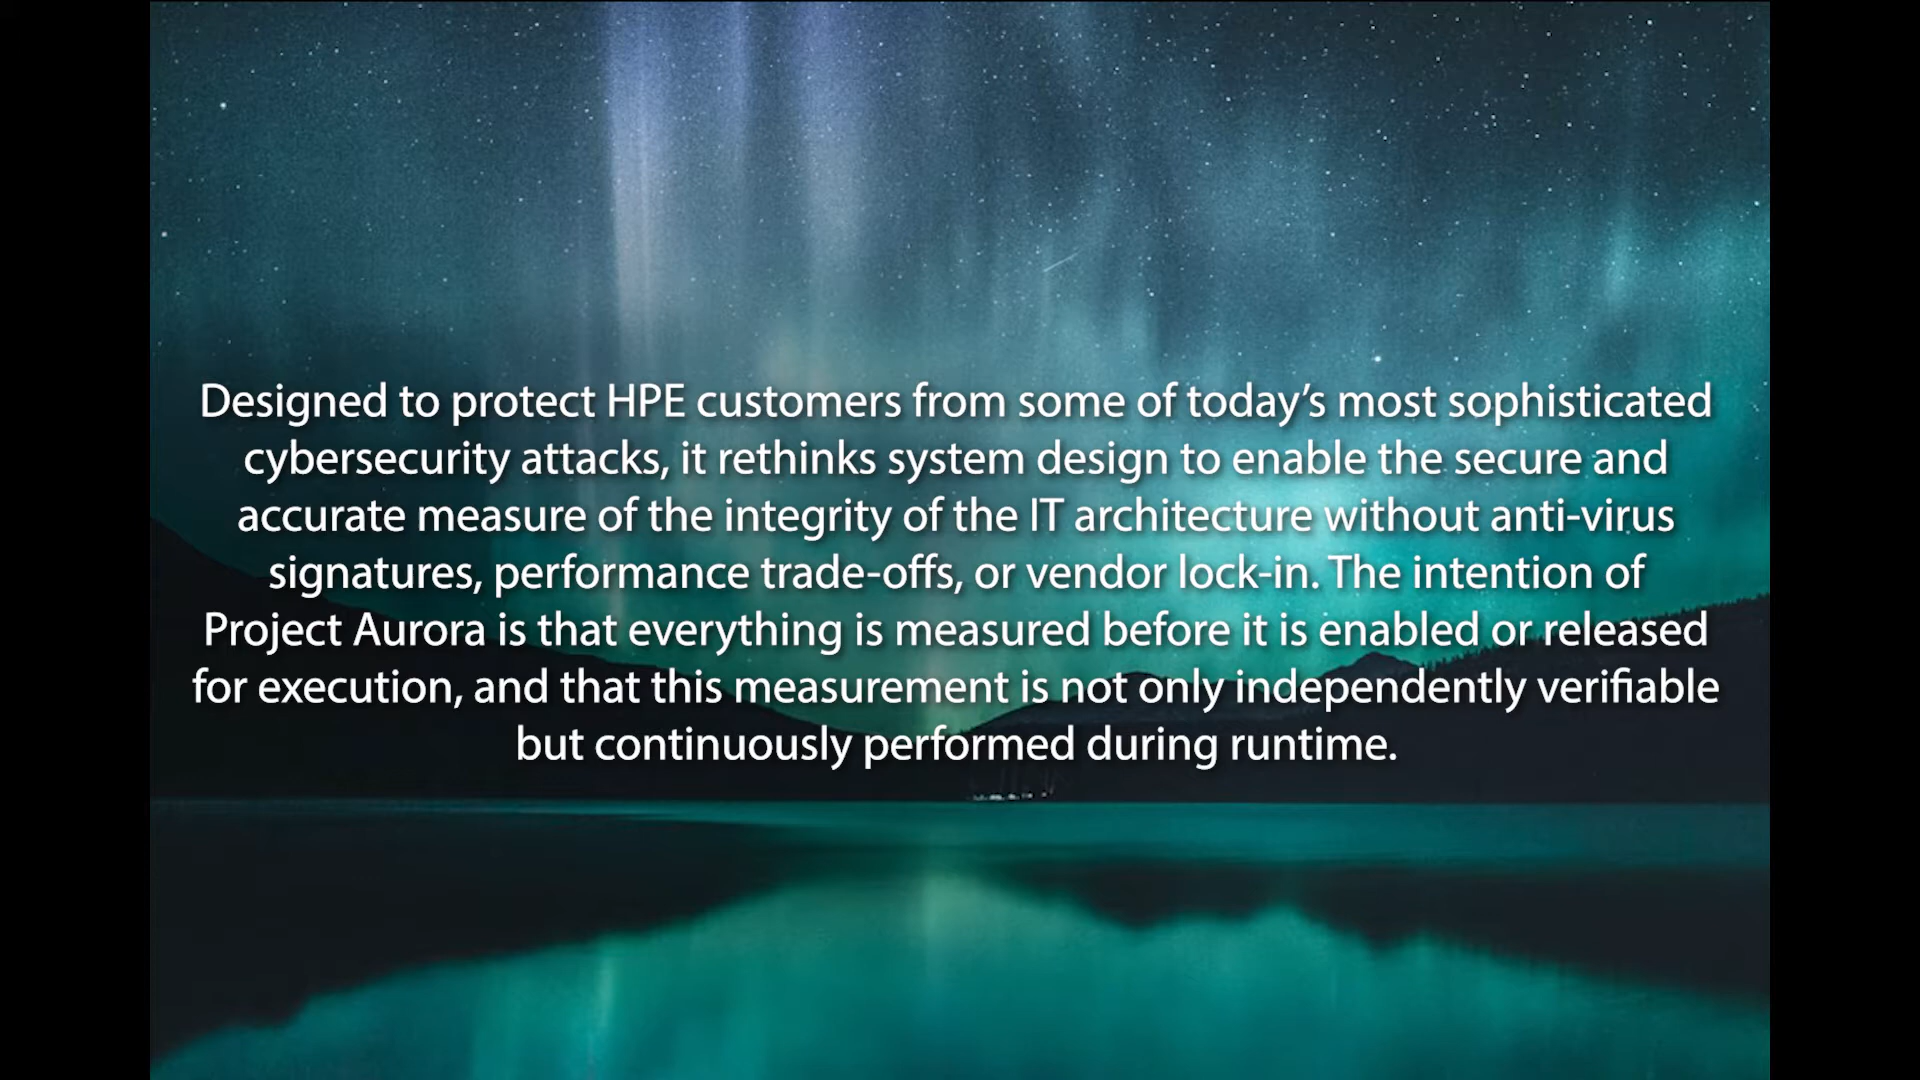 Designed to protect HPE customers from some of today’s most sophisticated
cybersecurity attacks, it rethinks system design to enable the secure and
accurate measure of the integrity of the IT architecture without anti-virus
signatures, performance trade-offs, or vendor lock-in. The intention of
Project Aurora is that everything is measured before it is enabled or released
for execution, and that this measurement is not only independently verifiable
but continuously performed during runtime.